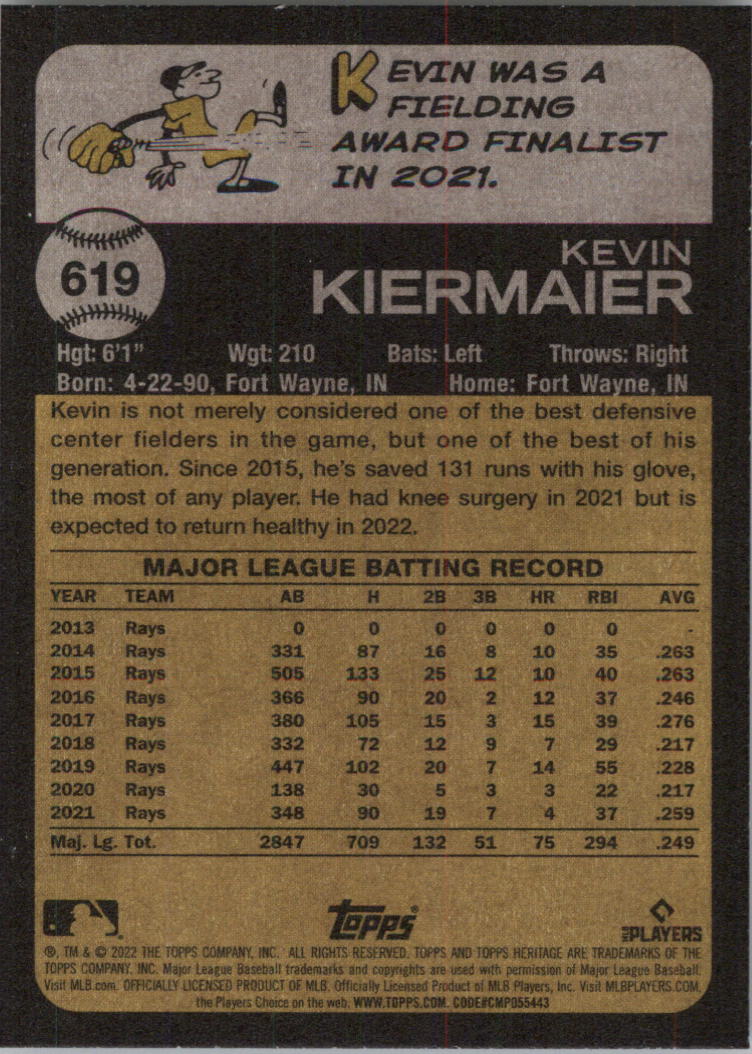 KEVIN WAS A
FIELDING
AWARD FINALIST
IN 2021.
619
KEVIN
KIERMAIER
Hgt: 6'1" Wgt: 210 Bats: Left Throws: Right
Born: 4-22-90, Fort Wayne, IN Home: Fort Wayne, IN
Kevin is not merely considered one of the best defensive
center fielders in the game, but one of the best of his
generation. Since 2015, he's saved 131 runs with his glove,
the most of any player. He had knee surgery in 2021 but is
expected to return healthy in 2022.
MAJOR LEAGUE BATTING RECORD
YEAR TEAM AB H 2B 3B HR RBI AVG
2013 Rays 0 0 0 0 0 0 -
2014 Rays 331 87 16 8 10 35 .263
2015 Rays 505 133 25 12 10 40 .263
2016 Rays 366 90 20 2 12 37 .246
2017 Rays 380 105 15 3 15 39 .276
2018 Rays 332 72 12 9 7 29 .217
2019 Rays 447 102 20 7 14 55 .228
2020 Rays 138 30 5 3 3 22 .217
2021 Rays 348 90 19 7 4 37 .259
Maj. Lg. Tot. 2847 709 132 51 75 294 .249
Topps®
MLB PLAYERS
®, TM & © 2022 THE TOPPS COMPANY, INC. ALL RIGHTS RESERVED. TOPPS AND TOPPS HERITAGE ARE TRADEMARKS OF THE
TOPPS COMPANY, INC. Major League Baseball trademarks and copyrights are used with permission of Major League Baseball.
Visit MLB.com. OFFICIALLY LICENSED PRODUCT OF MLB. Officially Licensed Product of MLB Players, Inc. Visit MLBPLAYERS.COM,
the Players Choice on the web. WWW.TOPPS.COM. CODE#CMP055443